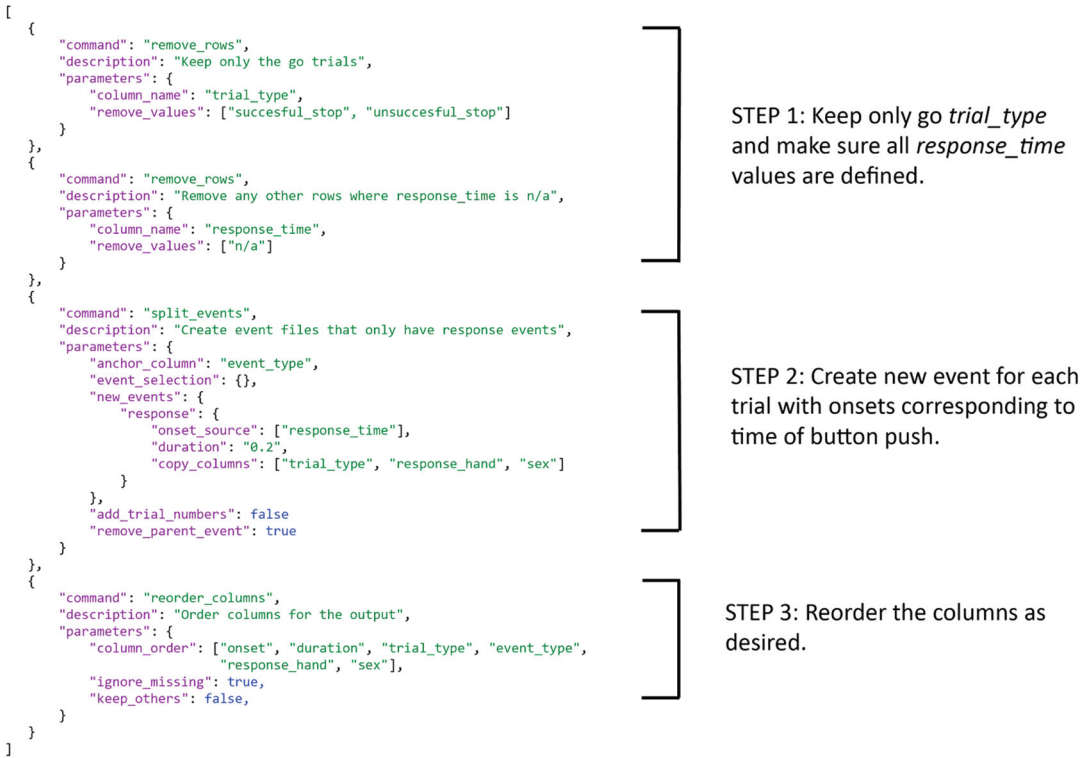 [
    {
        "command": "remove_rows",
        "description": "Keep only the go trials",
        "parameters": {
            "column_name": "trial_type",
            "remove_values": ["succesful_stop", "unsuccesful_stop"]
        }
    },
    {
        "command": "remove_rows",
        "description": "Remove any other rows where response_time is n/a",
        "parameters": {
            "column_name": "response_time",
            "remove_values": ["n/a"]
        }
    },
    {
        "command": "split_events",
        "description": "Create event files that only have response events",
        "parameters": {
            "anchor_column": "event_type",
            "event_selection": {},
            "new_events": {
                "response": {
                    "onset_source": ["response_time"],
                    "duration": "0.2",
                    "copy_columns": ["trial_type", "response_hand", "sex"]
                }
            },
            "add_trial_numbers": false
            "remove_parent_event": true
        }
    },
    {
        "command": "reorder_columns",
        "description": "Order columns for the output",
        "parameters": {
            "column_order": ["onset", "duration", "trial_type", "event_type",
                             "response_hand", "sex"],
            "ignore_missing": true,
            "keep_others": false,
        }
    }
]
STEP 1: Keep only go trial_type
and make sure all response_time
values are defined.
STEP 2: Create new event for each
trial with onsets corresponding to
time of button push.
STEP 3: Reorder the columns as
desired.